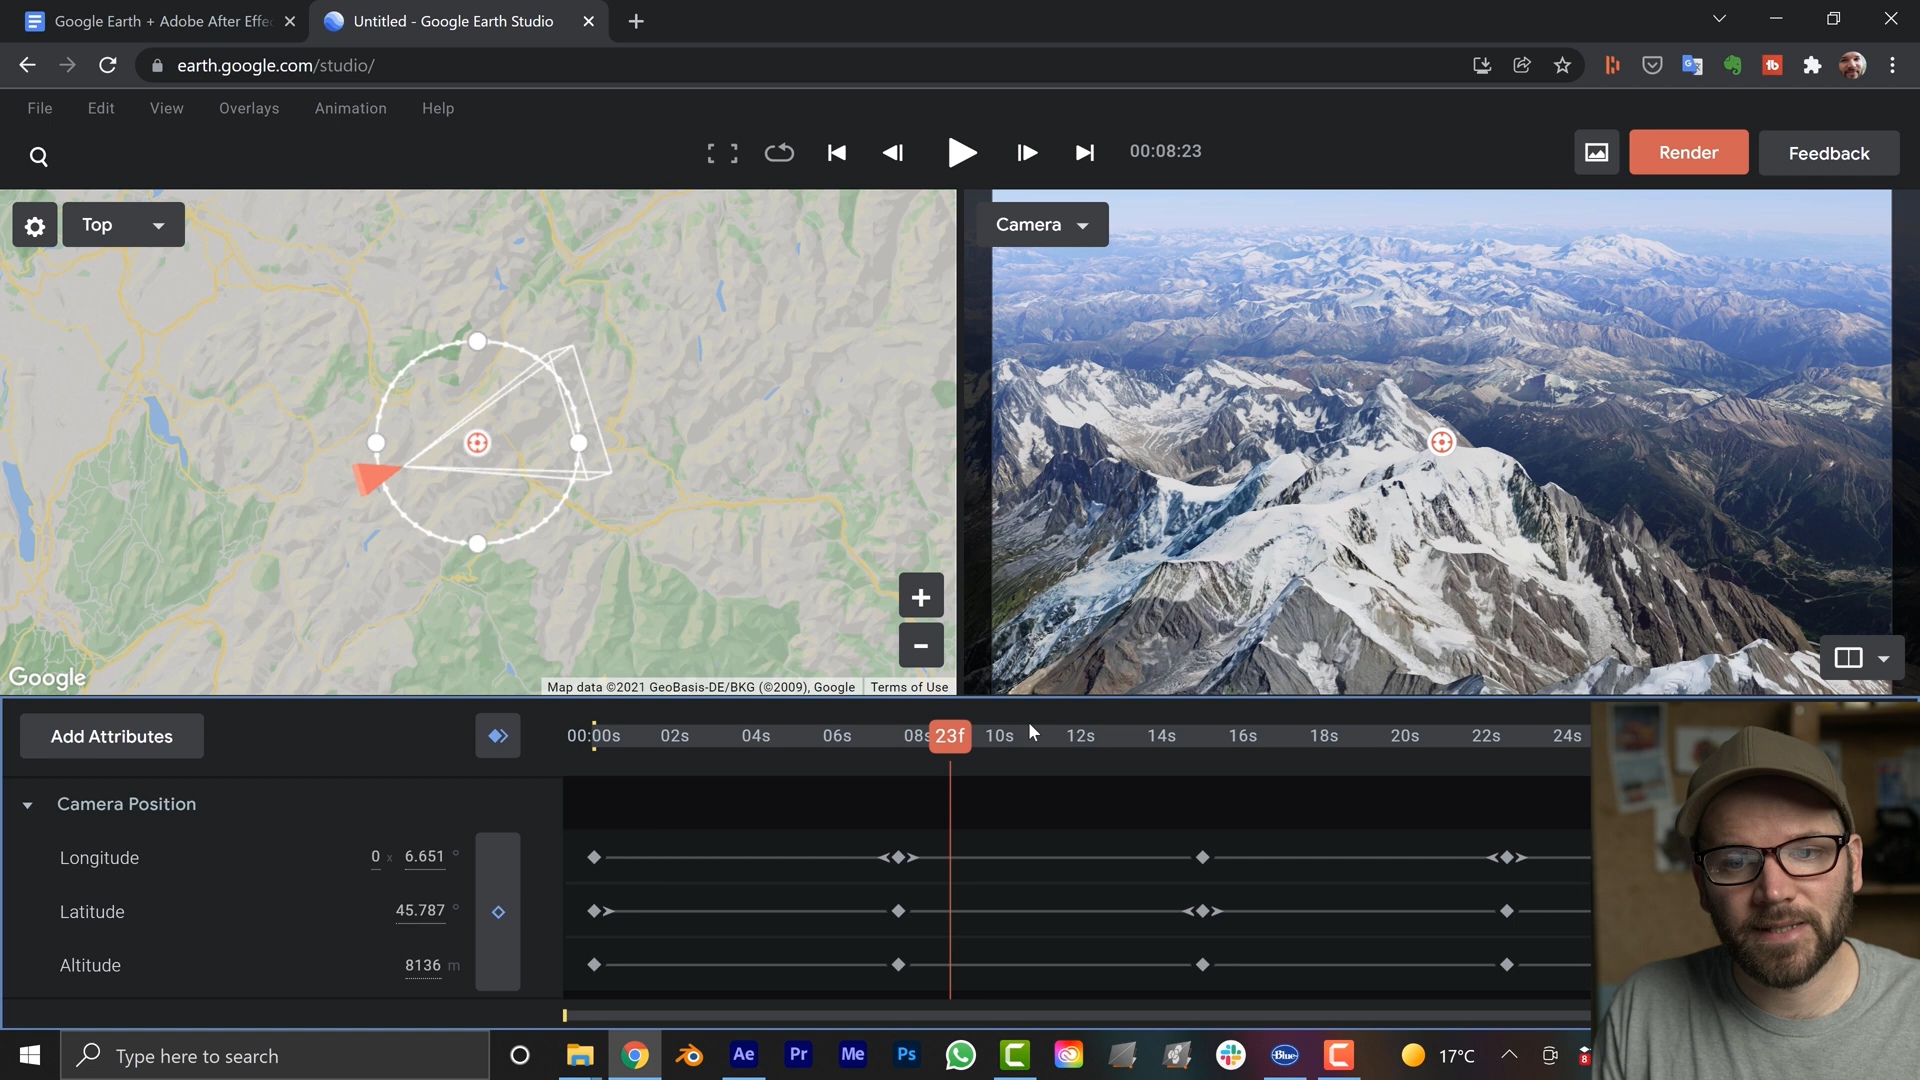 Google Earth + Adobe After Effe
Untitled - Google Earth Studio
earth.google.com/studio/
File Edit View Overlays Animation Help
00:08:23
Render
Feedback
Top
Camera
Google
Map data ©2021 GeoBasis-DE/BKG (©2009), Google
Terms of Use
Add Attributes
00:00s 02s 04s 06s 08s 23f 10s 12s 14s 16s 18s 20s 22s 24s
Camera Position
Longitude 0 x 6.651 °
Latitude 45.787 °
Altitude 8136 m
Type here to search
Ae Pr Me Ps
Blue
17°C
8